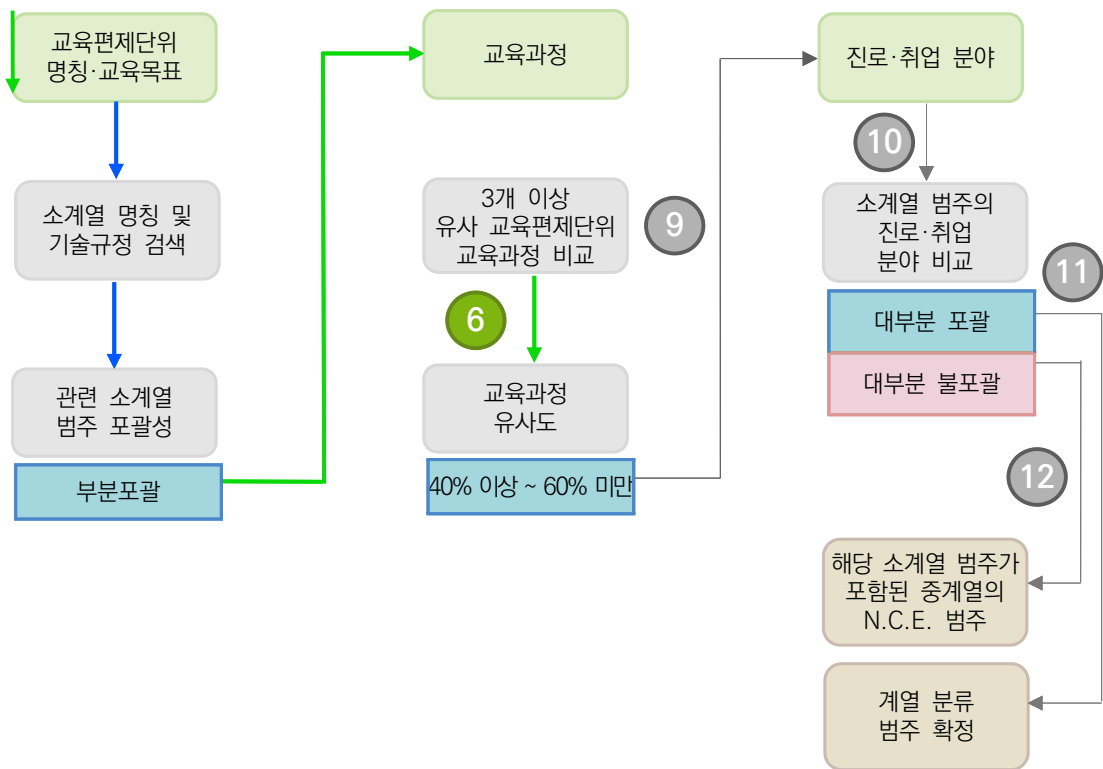 교육편제단위
명칭·교육목표
소계열 명칭 및
기술규정 검색
관련 소계열
범주 포괄성
부분포괄
교육과정
3개 이상
유사 교육편제단위
교육과정 비교
9
6
교육과정
유사도
40% 이상 ~ 60% 미만
진로·취업 분야
10
소계열 범주의
진로·취업
분야 비교
11
대부분 포괄
대부분 불포괄
12
해당 소계열 범주가
포함된 중계열의
N.C.E. 범주
계열 분류
범주 확정